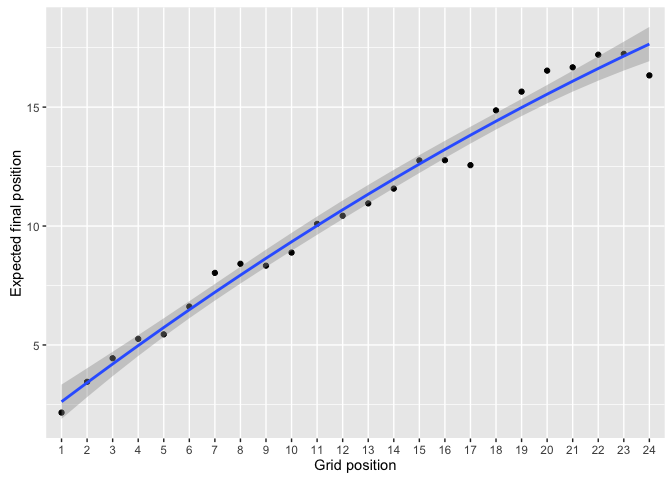 15
10
5
Expected final position
1 2 3 4 5 6 7 8 9 10 11 12 13 14 15 16 17 18 19 20 21 22 23 24
Grid position